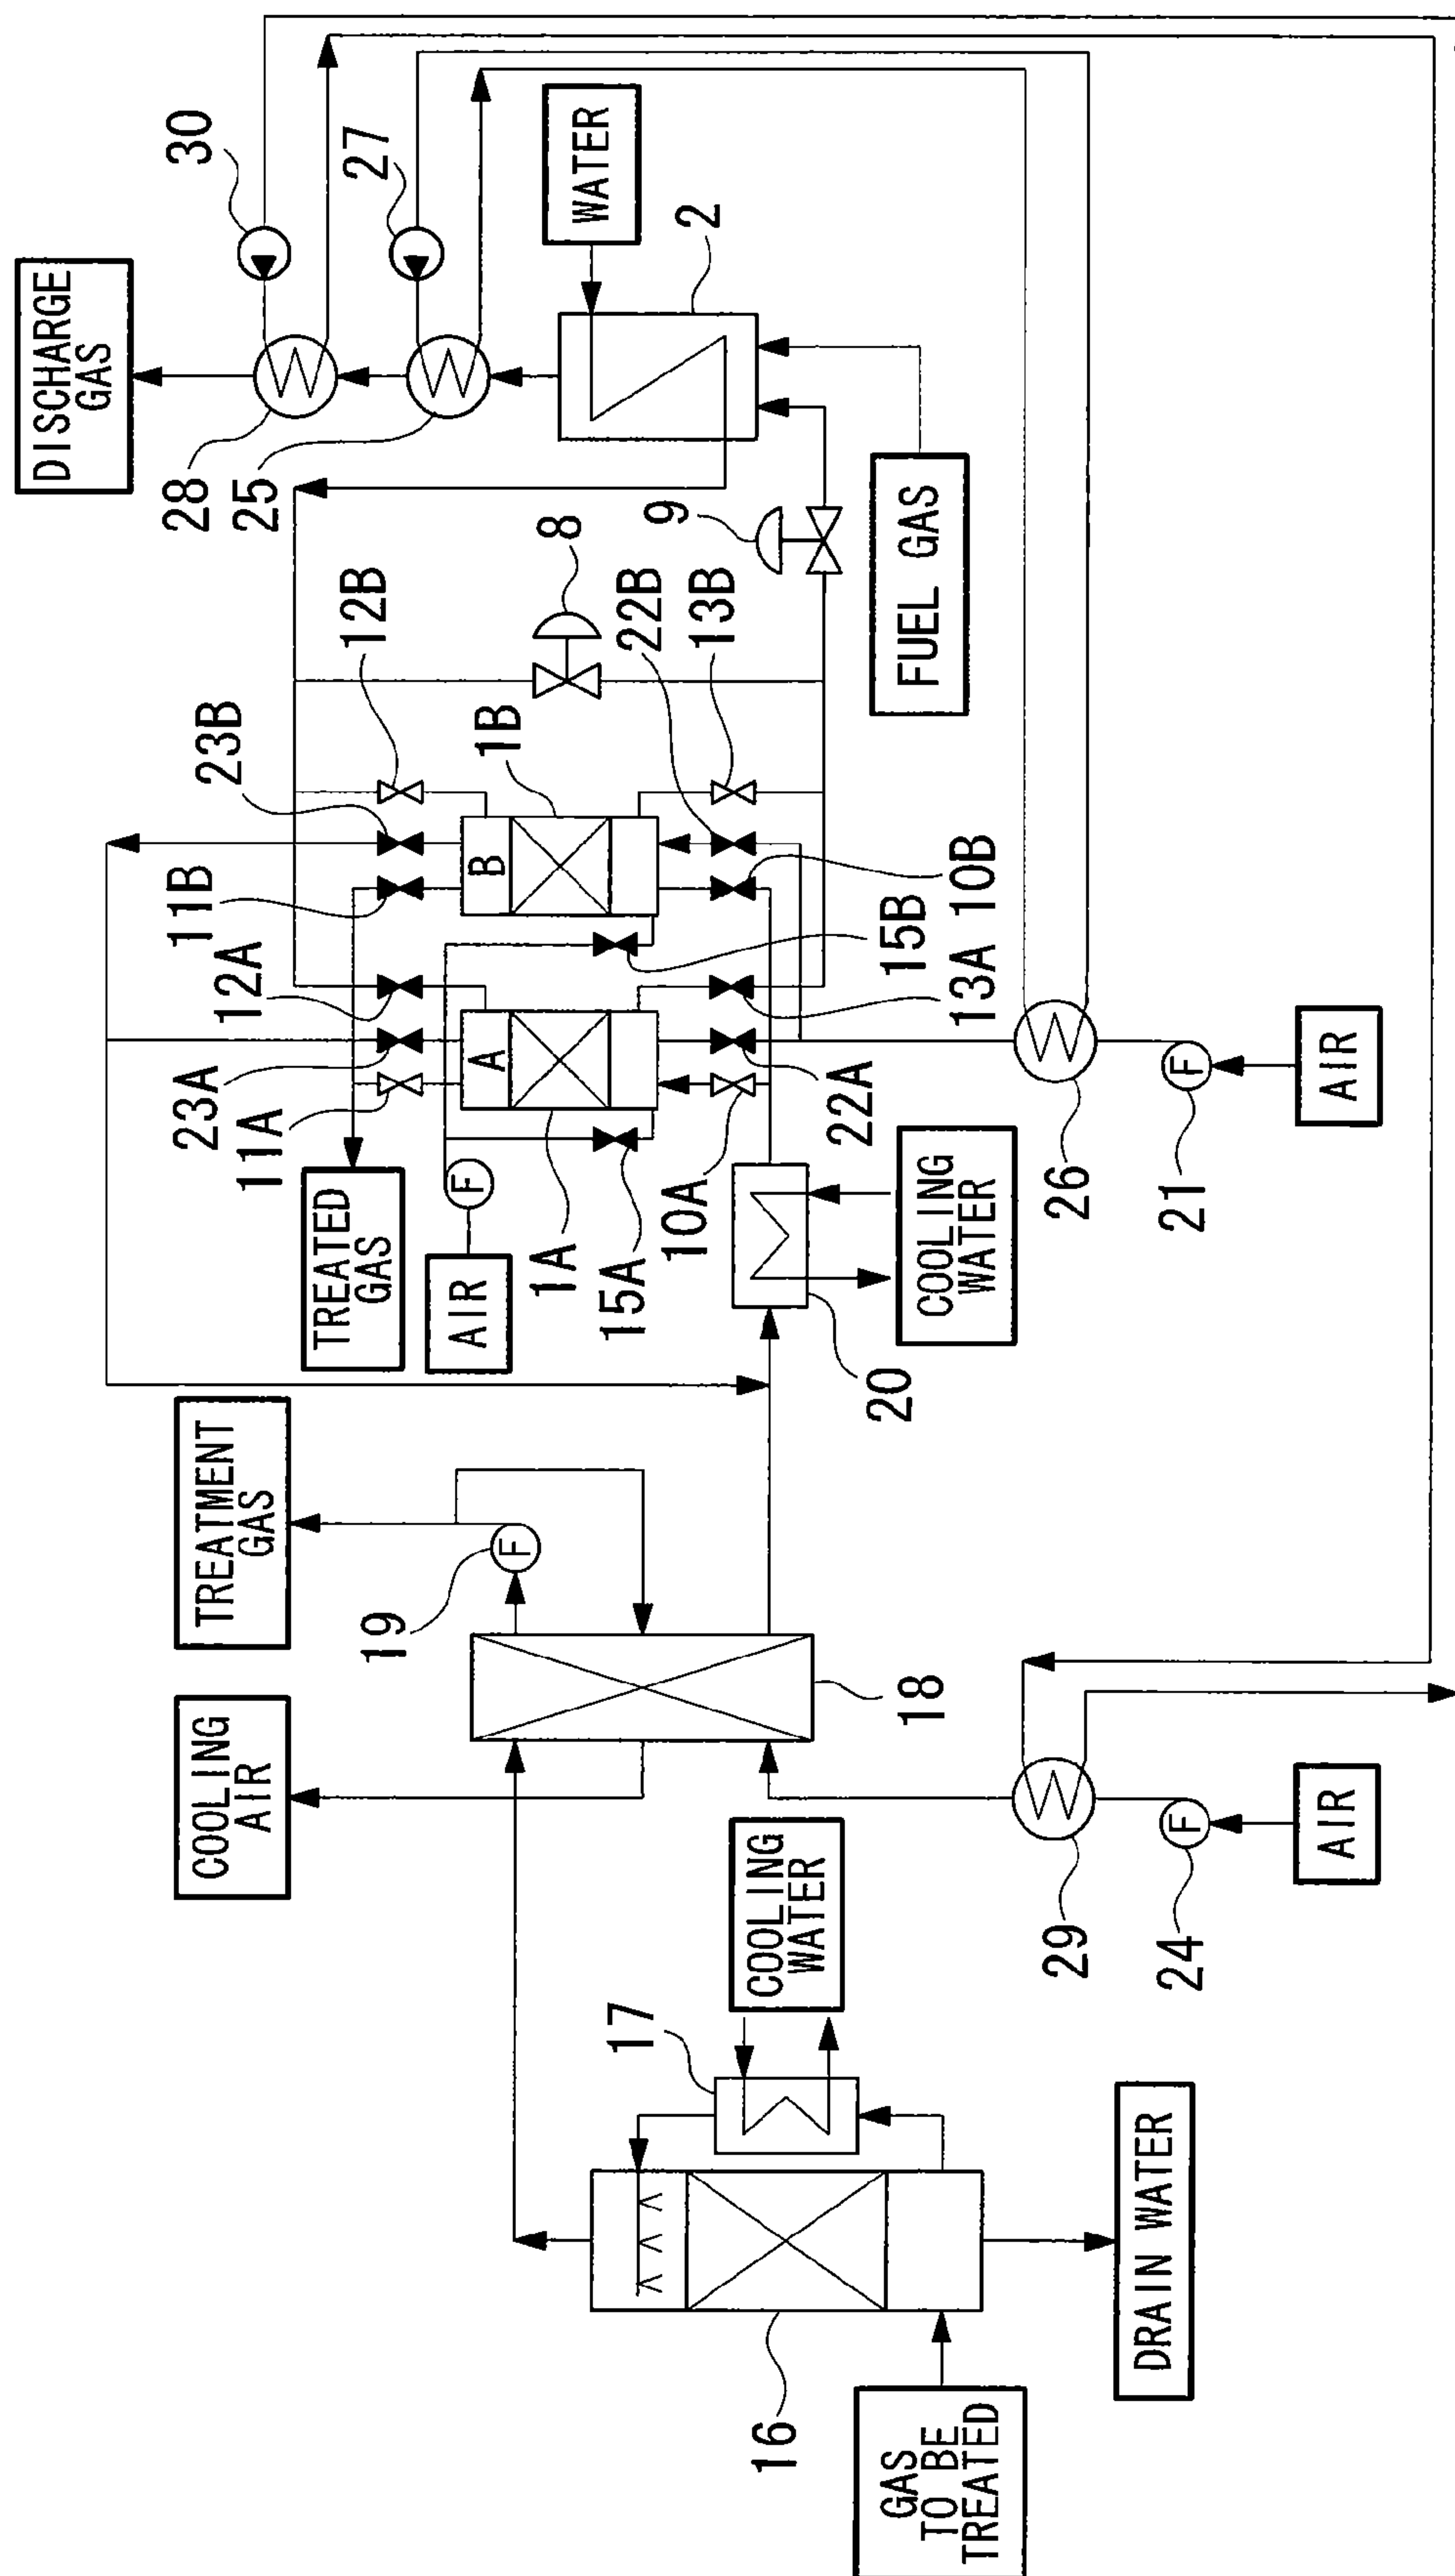 DISCHARGE
GAS
30
27
WATER
2
28
25
9
8
12B
22B
13B
FUEL GAS
23B
1B
11B
B
10B
15B
12A
13A
23A
A
22A
11A
F
TREATED
GAS
AIR
1A
15A
10A
COOLING
WATER
20
26
21
F
AIR
TREATMENT
GAS
19
F
18
COOLING
AIR
COOLING
WATER
29
24
F
AIR
17
16
DRAIN WATER
GAS
TO BE
TREATED